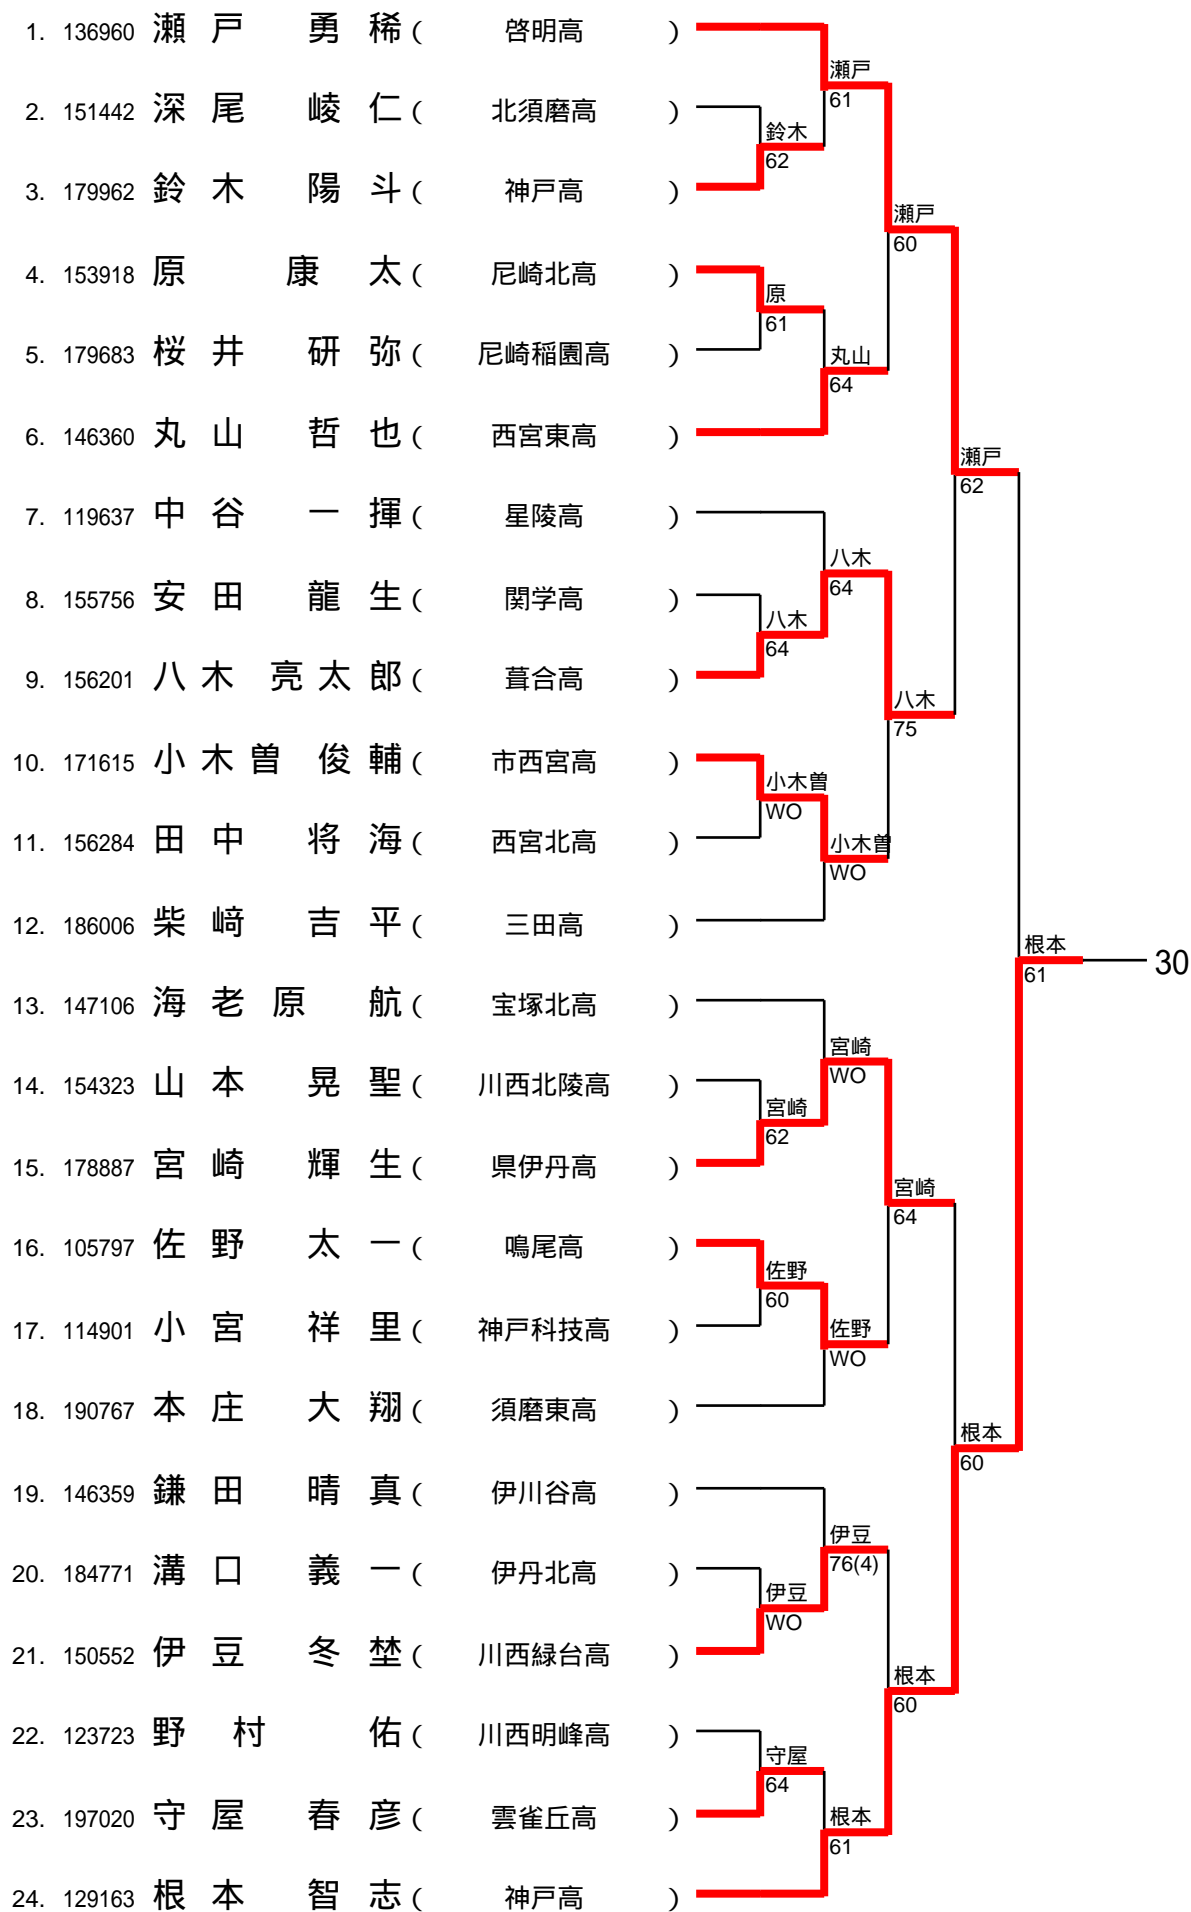 1. 136960 瀬戸 勇稀 ( 啓明高 )
瀬戸
61
2. 151442 深尾 崚仁 ( 北須磨高 )
鈴木
62
3. 179962 鈴木 陽斗 ( 神戸高 )
瀬戸
60
4. 153918 原 康太 ( 尼崎北高 )
原
61
5. 179683 桜井 研弥 ( 尼崎稲園高 )
丸山
64
6. 146360 丸山 哲也 ( 西宮東高 )
瀬戸
62
7. 119637 中谷 一揮 ( 星陵高 )
八木
64
8. 155756 安田 龍生 ( 関学高 )
八木
64
9. 156201 八木 亮太郎 ( 葺合高 )
八木
75
10. 171615 小木曽 俊輔 ( 市西宮高 )
小木曽
WO
11. 156284 田中 将海 ( 西宮北高 )
小木曽
WO
12. 186006 柴﨑 吉平 ( 三田高 )
根本
61
30
13. 147106 海老原 航 ( 宝塚北高 )
宮崎
WO
14. 154323 山本 晃聖 ( 川西北陵高 )
宮崎
62
15. 178887 宮崎 輝生 ( 県伊丹高 )
宮崎
64
16. 105797 佐野 太一 ( 鳴尾高 )
佐野
60
17. 114901 小宮 祥里 ( 神戸科技高 )
佐野
WO
18. 190767 本庄 大翔 ( 須磨東高 )
根本
60
19. 146359 鎌田 晴真 ( 伊川谷高 )
伊豆
76(4)
20. 184771 溝口 義一 ( 伊丹北高 )
伊豆
WO
21. 150552 伊豆 冬埜 ( 川西緑台高 )
根本
60
22. 123723 野村 佑 ( 川西明峰高 )
守屋
64
23. 197020 守屋 春彦 ( 雲雀丘高 )
根本
61
24. 129163 根本 智志 ( 神戸高 )